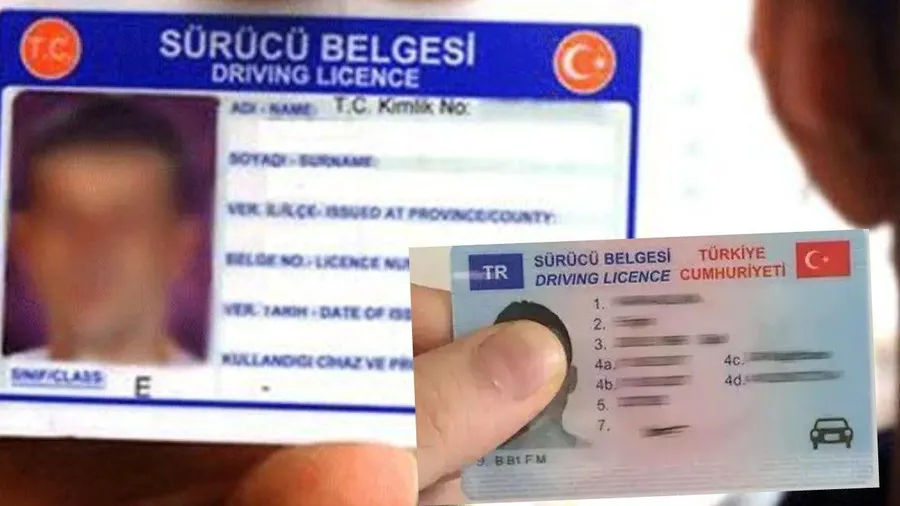 T.C.
SÜRÜCÜ BELGESİ
DRIVING LICENCE
ADI - NAME: T.C. Kimlik No:
SOYADI - SURNAME:
VER. İL/İLÇE- ISSUED AT PROVINCE/COUNTY:
BELGE NO.- LICENCE NU
VER. TARİH - DATE OF ISS
KULLANDIĞI CİHAZ VE PR
SINIF/CLASS: E -
TR
SÜRÜCÜ BELGESİ
DRIVING LICENCE
TÜRKİYE
CUMHURİYETİ
1.
2.
3.
4a. 4c.
4b. 4d.
5.
7.
9. B B1 F M